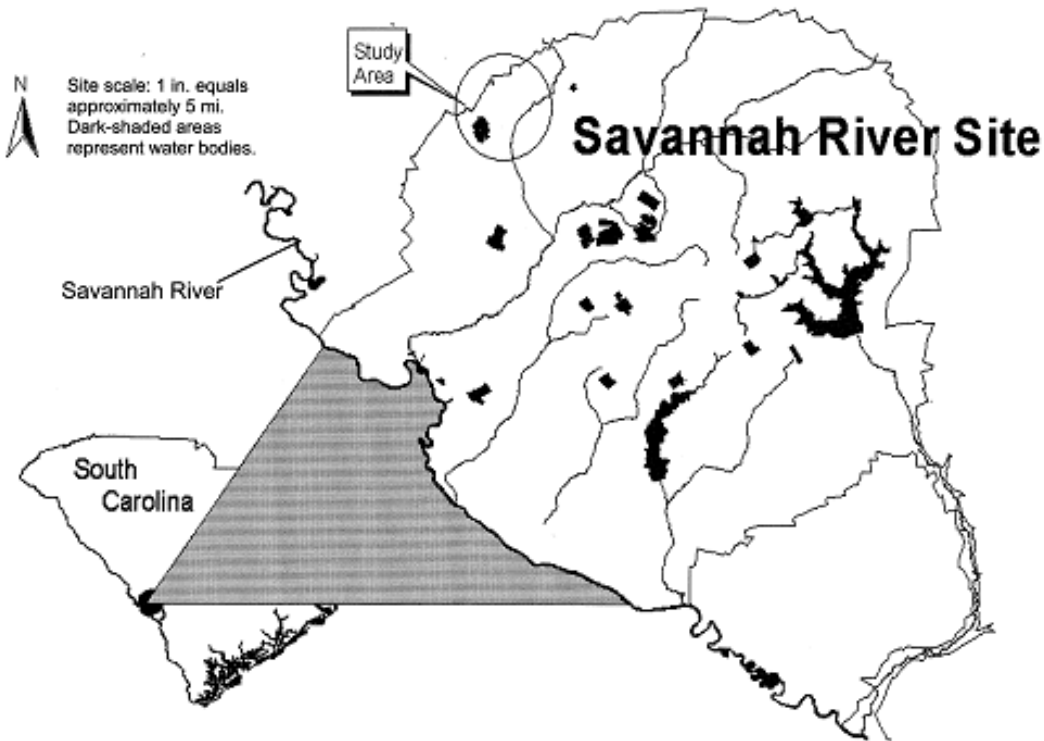 Study
Area
N
Site scale: 1 in. equals
approximately 5 mi.
Dark-shaded areas
represent water bodies.
Savannah River Site
Savannah River
South
Carolina